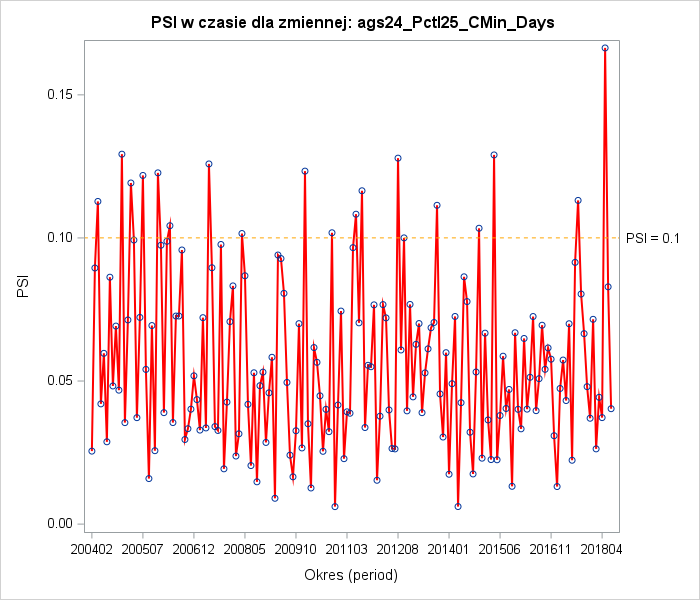 PSI w czasie dla zmiennej: ags24_Pctl25_CMin_Days
0.15
0.10
0.05
0.00
PSI
PSI = 0.1
200402 200507 200612 200805 200910 201103 201208 201401 201506 201611 201804
Okres (period)